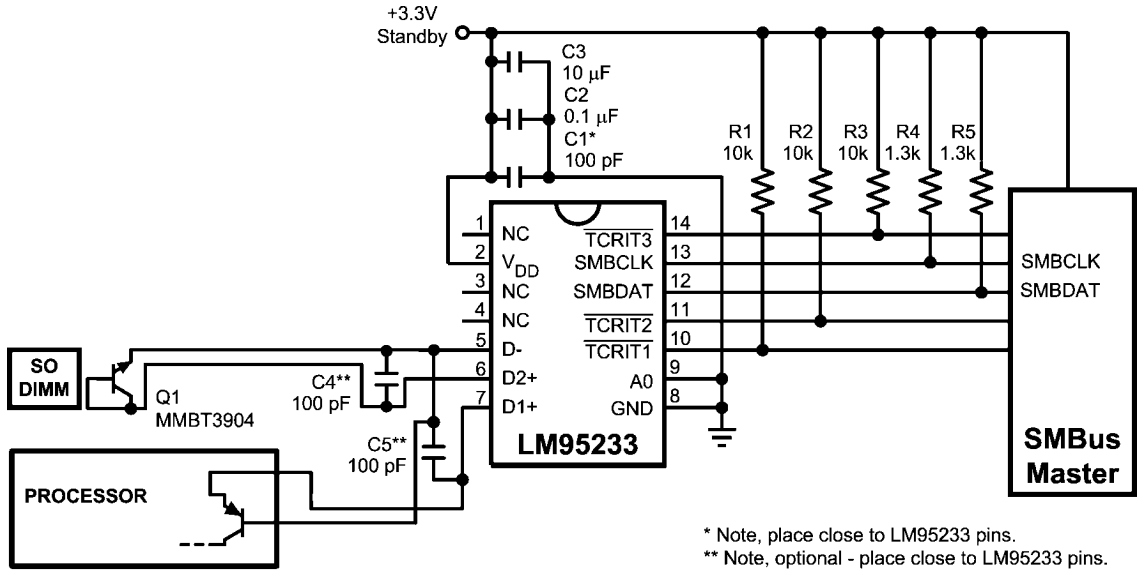 +3.3V
Standby
C3
10 µF
C2
0.1 µF
C1*
100 pF
R1
10k
R2
10k
R3
10k
R4
1.3k
R5
1.3k
1
NC
2
VDD
3
NC
4
NC
5
D-
6
D2+
7
D1+
TCRIT3
14
SMBCLK
13
SMBDAT
12
TCRIT2
11
TCRIT1
10
A0
9
GND
8
LM95233
SMBCLK
SMBDAT
SMBus
Master
SO
DIMM
Q1
MMBT3904
C4**
100 pF
C5**
100 pF
PROCESSOR
* Note, place close to LM95233 pins.
** Note, optional - place close to LM95233 pins.